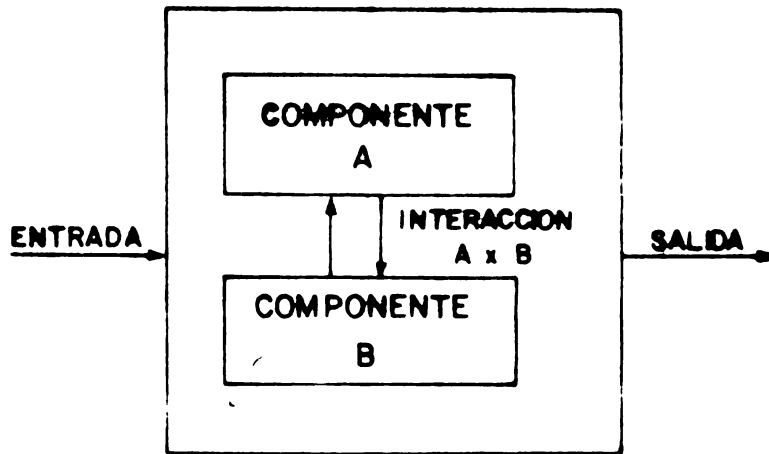 COMPONENTE
A
ENTRADA
INTERACCION
A x B
SALIDA
COMPONENTE
B